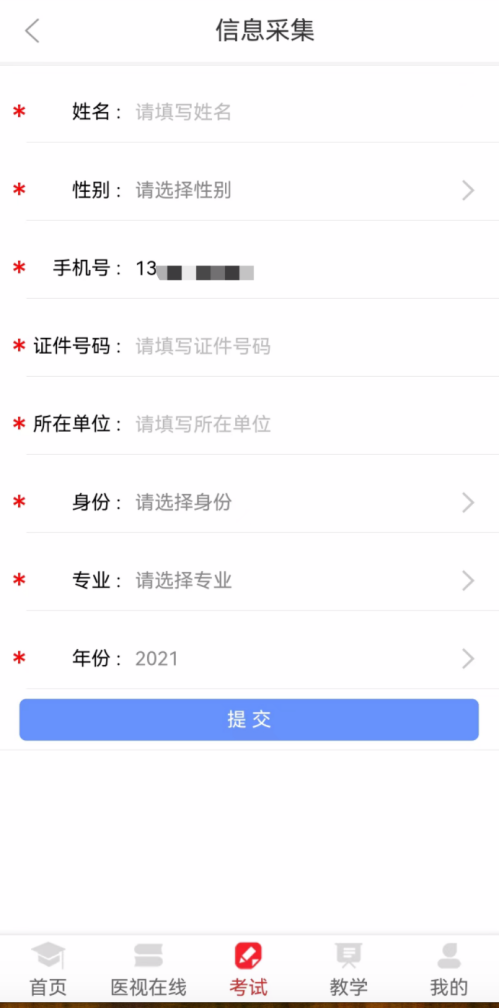 信息采集
* 姓名： 请填写姓名
* 性别： 请选择性别
* 手机号： 13
* 证件号码： 请填写证件号码
* 所在单位： 请填写所在单位
* 身份： 请选择身份
* 专业： 请选择专业
* 年份： 2021
提 交
首页 医视在线 考试 教学 我的